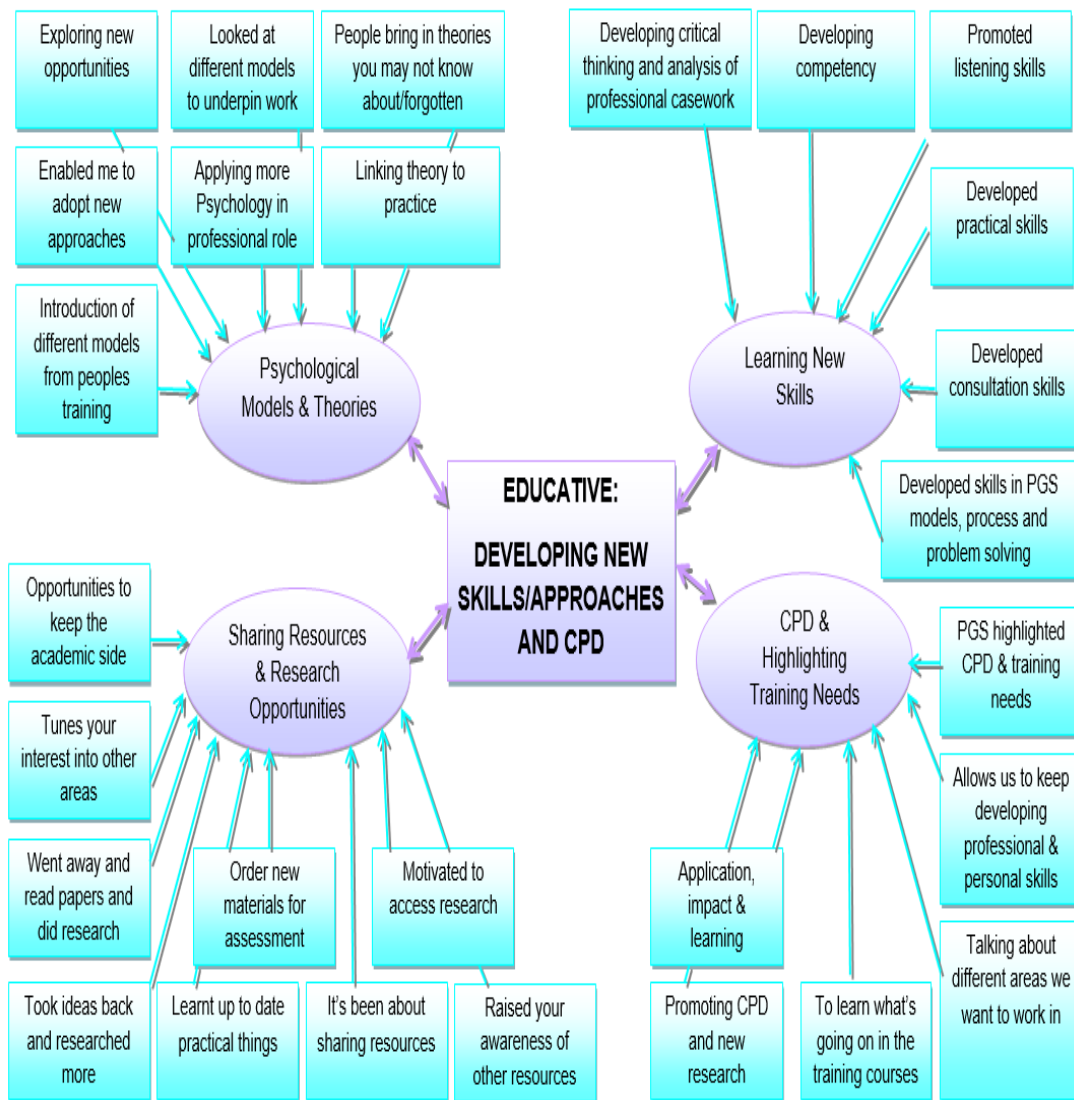 Exploring new
opportunities
Looked at
different models
to underpin work
People bring in theories
you may not know
about/forgotten
Developing critical
thinking and analysis of
professional casework
Developing
competency
Promoted
listening skills
Enabled me to
adopt new
approaches
Applying more
Psychology in
professional role
Linking theory to
practice
Developed
practical skills
Introduction of
different models
from peoples
training
Psychological
Models & Theories
Learning New
Skills
Developed
consultation skills
Developed skills in PGS
models, process and
problem solving
EDUCATIVE:
DEVELOPING NEW
SKILLS/APPROACHES
AND CPD
Opportunities to
keep the
academic side
Sharing Resources
& Research
Opportunities
CPD &
Highlighting
Training Needs
PGS highlighted
CPD & training
needs
Tunes your
interest into other
areas
Allows us to keep
developing
professional &
personal skills
Went away and
read papers and
did research
Order new
materials for
assessment
Motivated to
access research
Application,
impact &
learning
Talking about
different areas we
want to work in
Took ideas back
and researched
more
Learnt up to date
practical things
It's been about
sharing resources
Raised your
awareness of
other resources
Promoting CPD
and new
research
To learn what's
going on in the
training courses